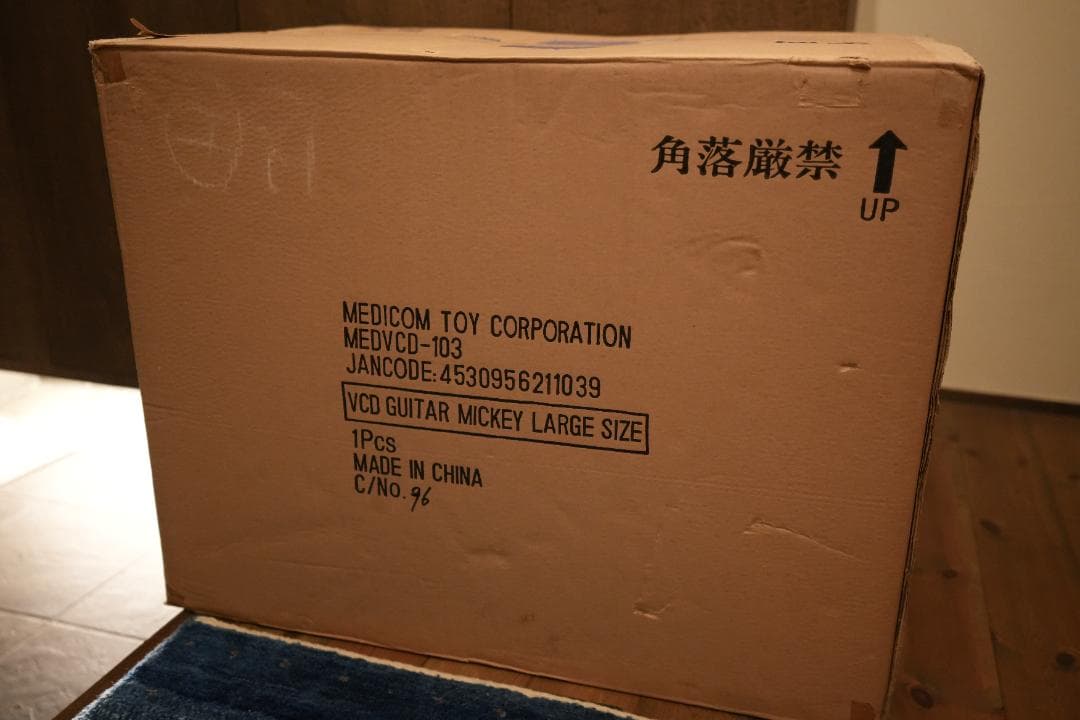 角落厳禁
UP
MEDICOM TOY CORPORATION
MEDVCD-103
JANCODE:4530956211039
VCD GUITAR MICKEY LARGE SIZE
1Pcs
MADE IN CHINA
C/No. 96